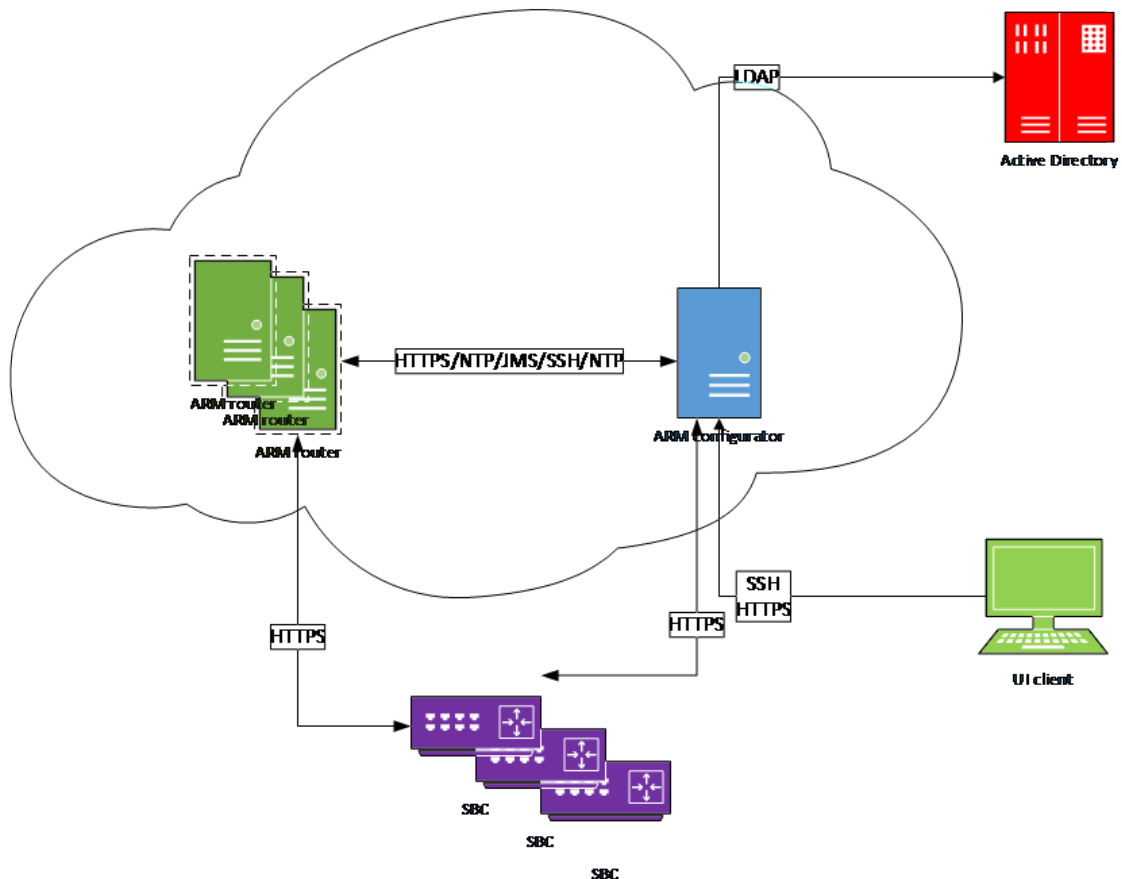 LDAP
Active Directory
HTTPS/NTP/JMS/SSH/NTP
ARM router
ARM router
ARM router
ARM configurator
SSH
HTTPS
HTTPS
HTTPS
UI client
SBC
SBC
SBC